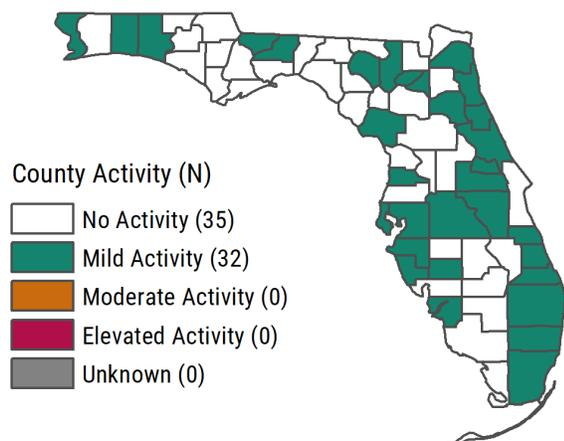 County Activity (N)
No Activity (35)
Mild Activity (32)
Moderate Activity (0)
Elevated Activity (0)
Unknown (0)